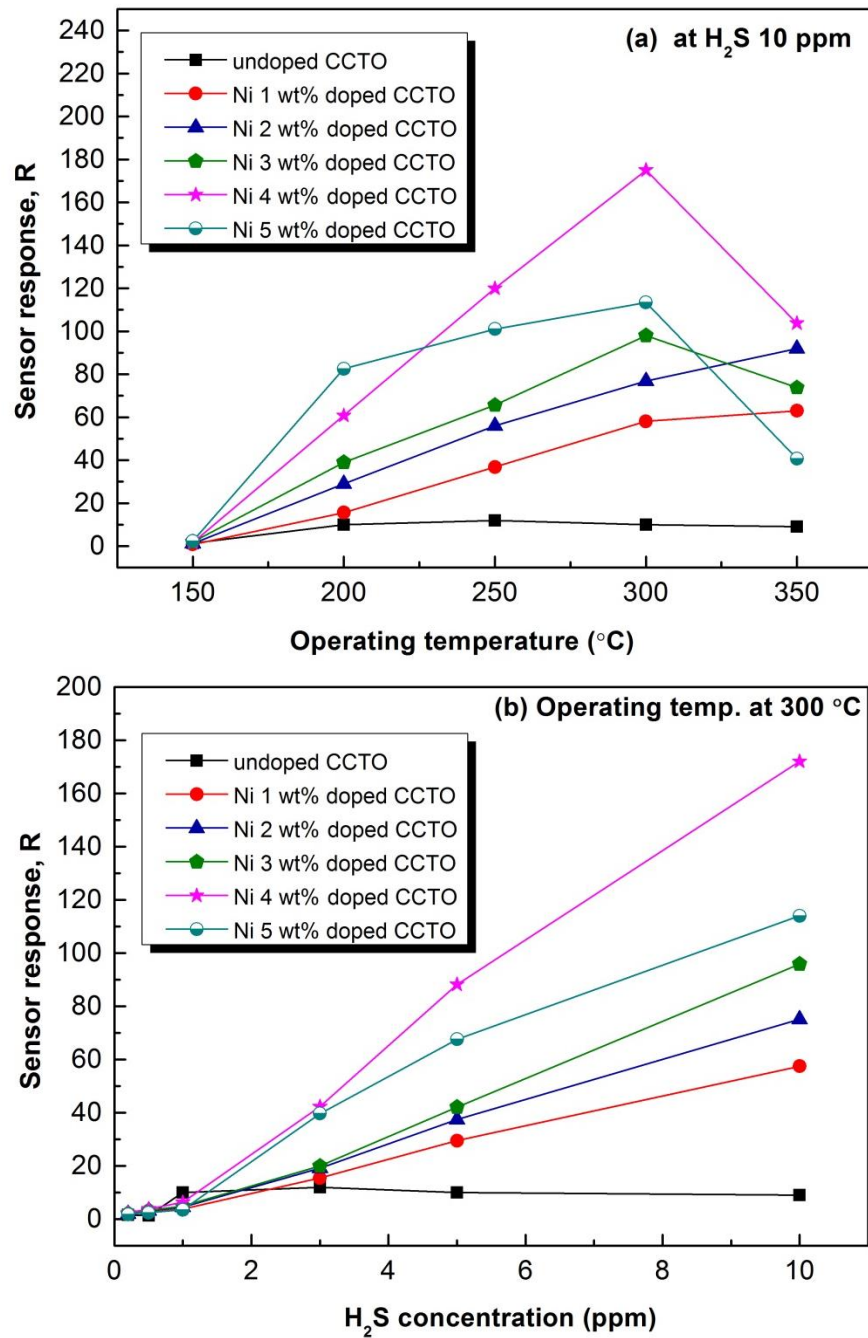 (a) at H₂S 10 ppm
240
220
200
180
160
140
120
100
80
60
40
20
0
Sensor response, R
undoped CCTO
Ni 1 wt% doped CCTO
Ni 2 wt% doped CCTO
Ni 3 wt% doped CCTO
Ni 4 wt% doped CCTO
Ni 5 wt% doped CCTO
150 200 250 300 350
Operating temperature (°C)
(b) Operating temp. at 300 °C
200
180
160
140
120
100
80
60
40
20
0
Sensor response, R
undoped CCTO
Ni 1 wt% doped CCTO
Ni 2 wt% doped CCTO
Ni 3 wt% doped CCTO
Ni 4 wt% doped CCTO
Ni 5 wt% doped CCTO
0 2 4 6 8 10
H₂S concentration (ppm)